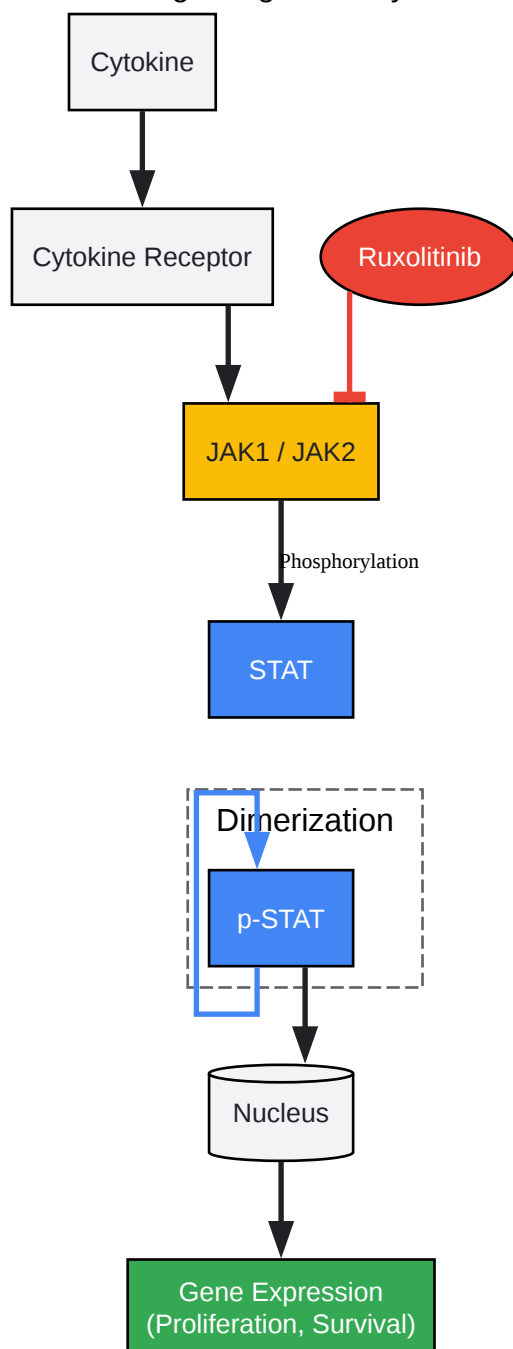 Cytokine
Cytokine Receptor
Ruxolitinib
JAK1 / JAK2
Phosphorylation
STAT
Dimerization
p-STAT
Nucleus
Gene Expression
(Proliferation, Survival)